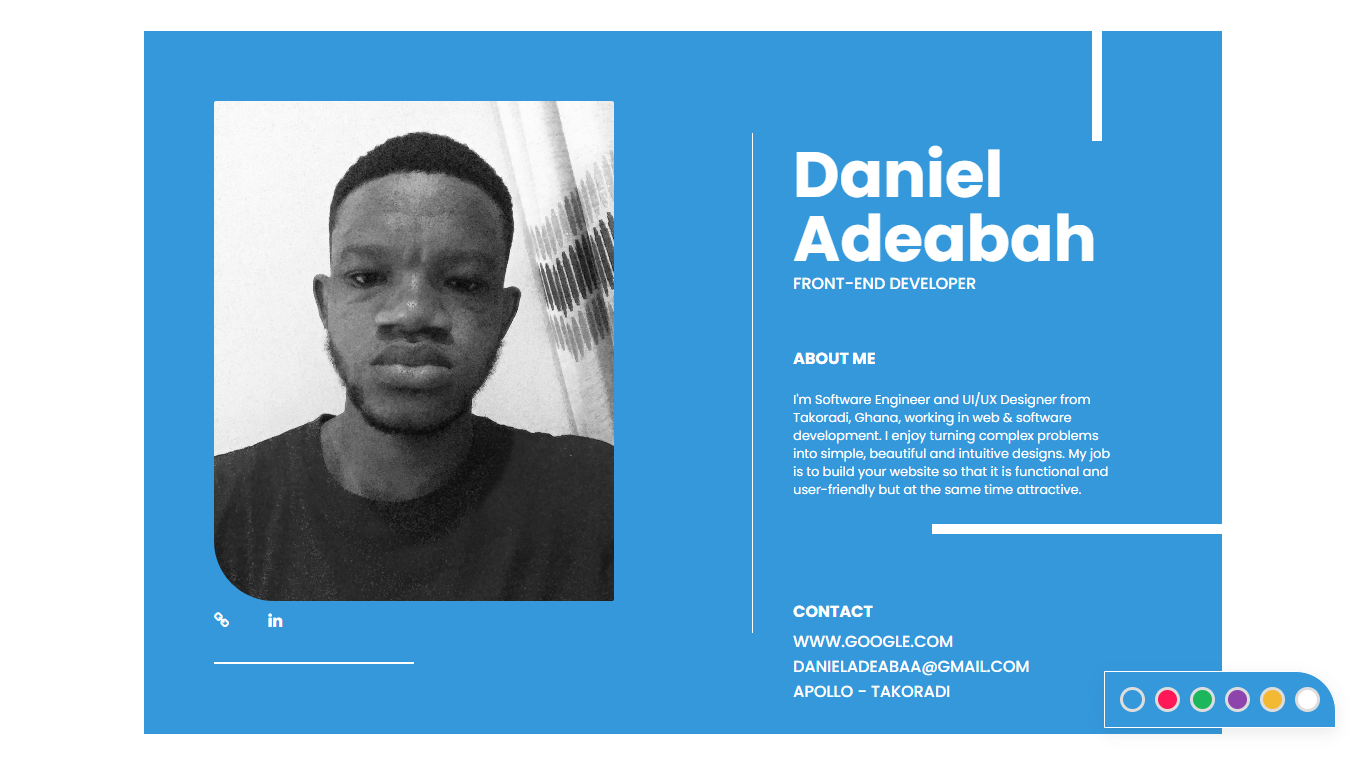 Daniel
Adeabah
FRONT-END DEVELOPER
ABOUT ME
I'm Software Engineer and UI/UX Designer from
Takoradi, Ghana, working in web & software
development. I enjoy turning complex problems
into simple, beautiful and intuitive designs. My job
is to build your website so that it is functional and
user-friendly but at the same time attractive.
in
CONTACT
WWW.GOOGLE.COM
DANIELADEABAA@GMAIL.COM
APOLLO - TAKORADI